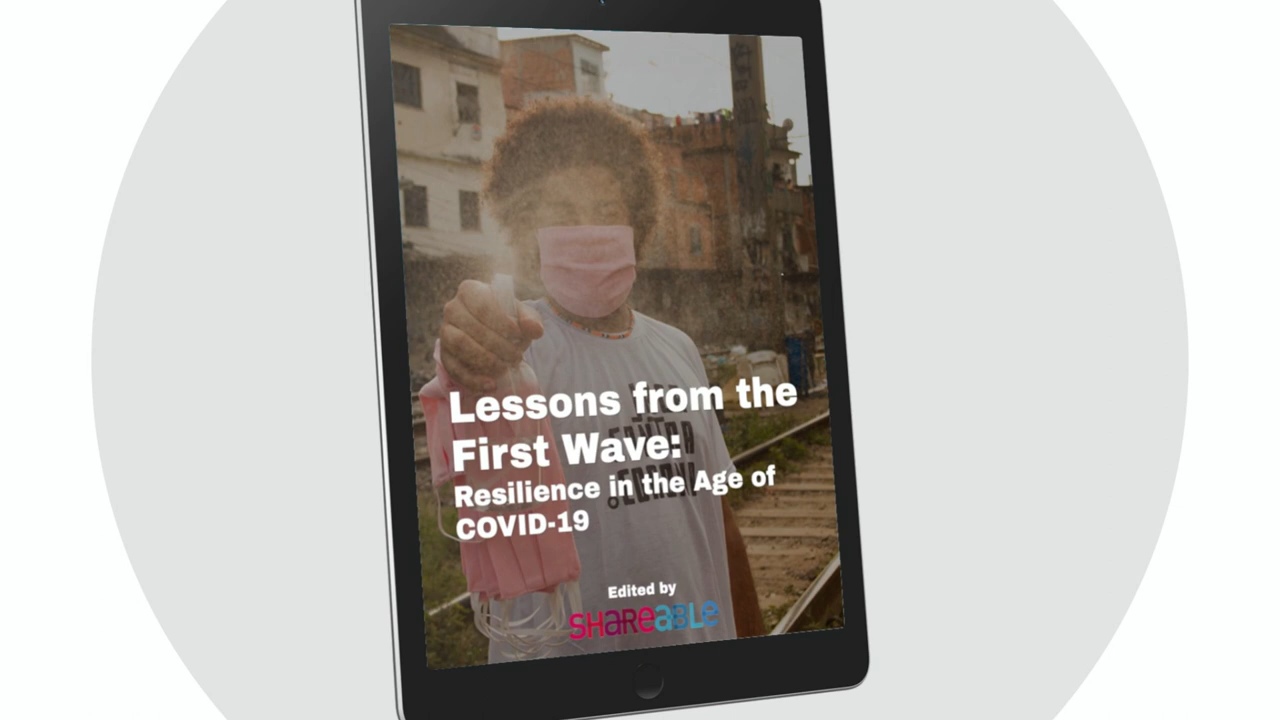 Lessons from the
First Wave:
Resilience in the Age of
COVID-19
Edited by
SHAREABLE